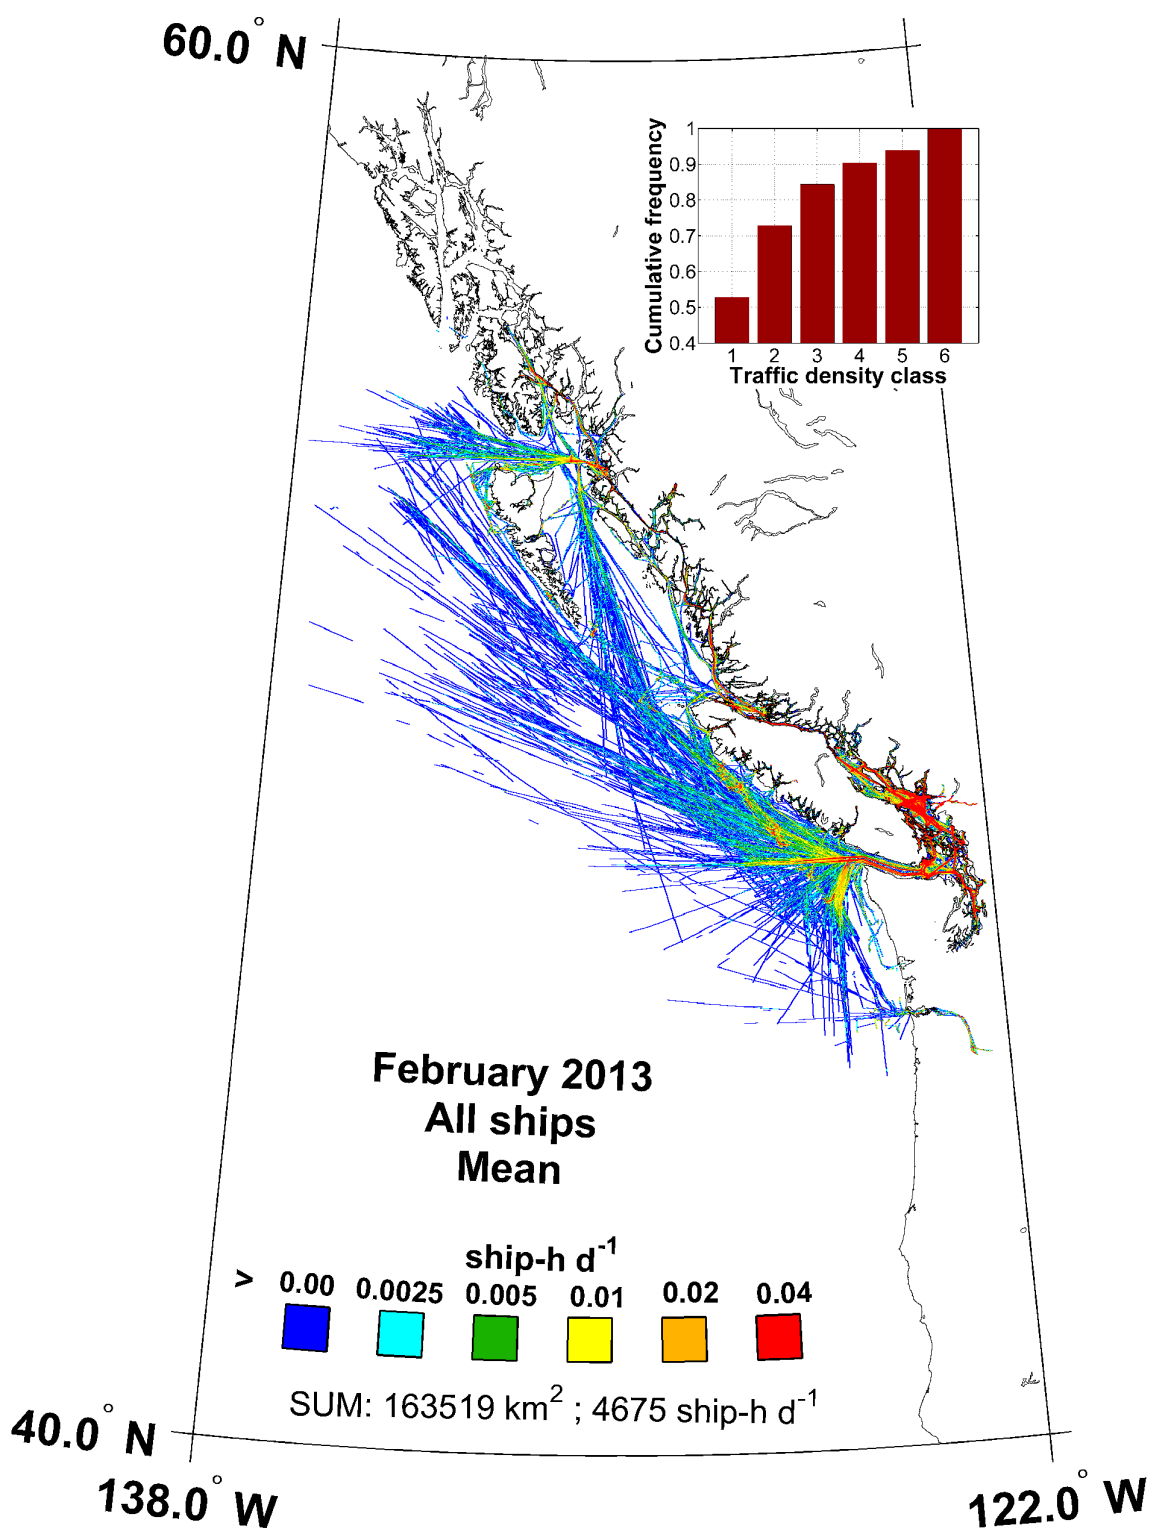 60.0° N
Cumulative frequency
1
0.9
0.8
0.7
0.6
0.5
0.4
1 2 3 4 5 6
Traffic density class
February 2013
All ships
Mean
ship-h d⁻¹
> 0.00 0.0025 0.005 0.01 0.02 0.04
SUM: 163519 km² ; 4675 ship-h d⁻¹
40.0° N
138.0° W
122.0° W